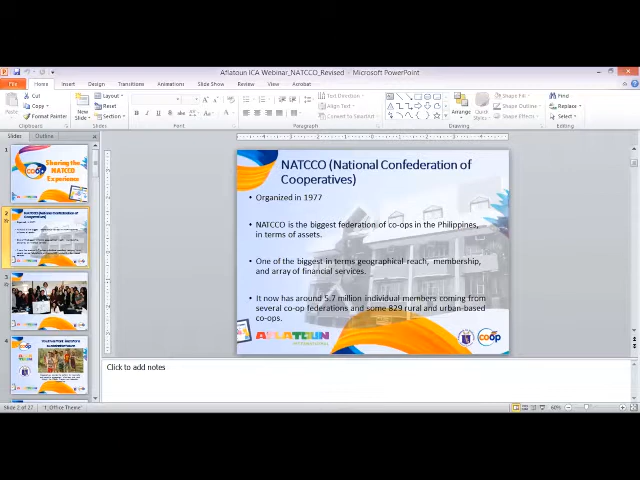 Aflatoun ICA Webinar_NATCCO_Revised - Microsoft PowerPoint
File Home Insert Design Transitions Animations Slide Show Review View Acrobat
Cut
Copy
Format Painter
New
Slide
Layout
Reset
Section
Text Direction
Align Text
Convert to SmartArt
Arrange
Quick
Styles
Shape Fill
Shape Outline
Shape Effects
Find
Replace
Select
Clipboard Slides Font Paragraph Drawing Editing
Slides Outline
1
Sharing the
NATCCO
Experience
2
3
4
NATCCO (National Confederation of
Cooperatives)
• Organized in 1977
• NATCCO is the biggest federation of co-ops in the Philippines,
in terms of assets.
• One of the biggest in terms geographical reach, membership,
and array of financial services.
• It now has around 5.7 million individual members coming from
several co-op federations and some 829 rural and urban-based
co-ops.
AFLATOUN
INTERNATIONAL
coop
Click to add notes
Slide 2 of 27 "1_Office Theme"
60%